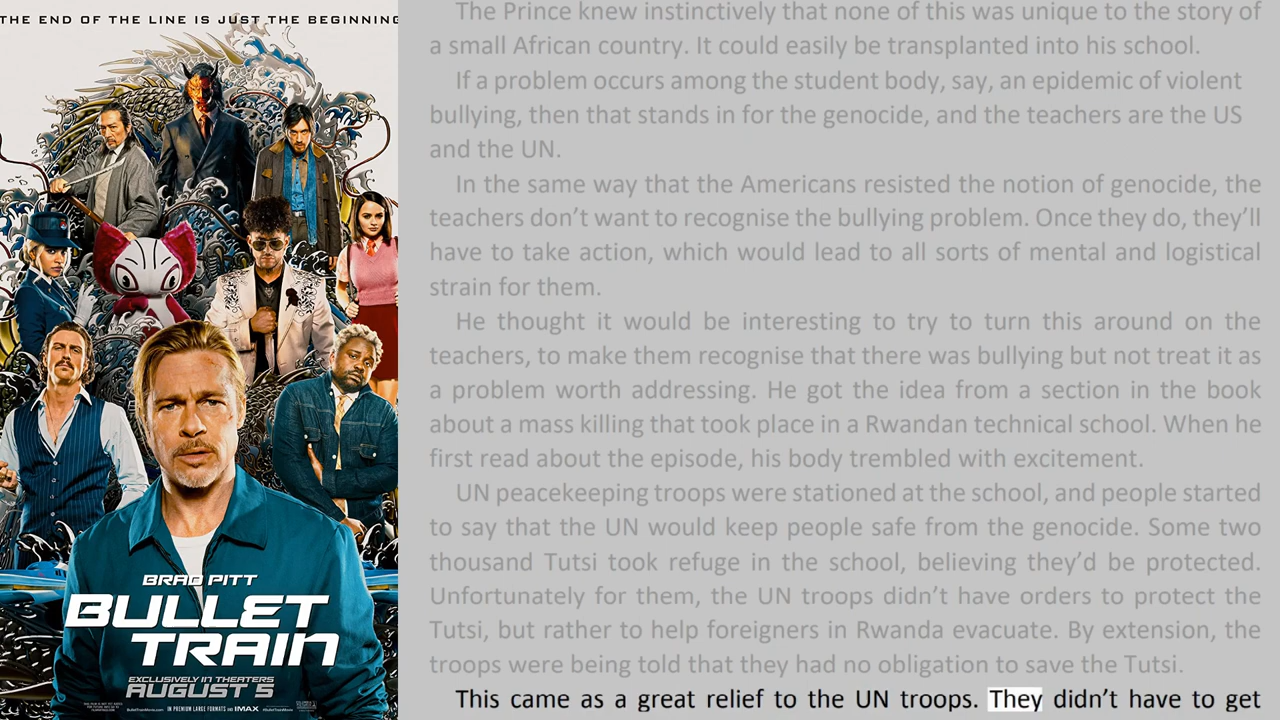 THE END OF THE LINE IS JUST THE BEGINNING
BRAD PITT
BULLET
TRAIN
EXCLUSIVELY IN THEATERS
AUGUST 5
IN PREMIUM LARGE FORMATS AND IMAX
The Prince knew instinctively that none of this was unique to the story of
a small African country. It could easily be transplanted into his school.
If a problem occurs among the student body, say, an epidemic of violent
bullying, then that stands in for the genocide, and the teachers are the US
and the UN.
In the same way that the Americans resisted the notion of genocide, the
teachers don't want to recognise the bullying problem. Once they do, they'll
have to take action, which would lead to all sorts of mental and logistical
strain for them.
He thought it would be interesting to try to turn this around on the
teachers, to make them recognise that there was bullying but not treat it as
a problem worth addressing. He got the idea from a section in the book
about a mass killing that took place in a Rwandan technical school. When he
first read about the episode, his body trembled with excitement.
UN peacekeeping troops were stationed at the school, and people started
to say that the UN would keep people safe from the genocide. Some two
thousand Tutsi took refuge in the school, believing they'd be protected.
Unfortunately for them, the UN troops didn't have orders to protect the
Tutsi, but rather to help foreigners in Rwanda evacuate. By extension, the
troops were being told that they had no obligation to save the Tutsi.
This came as a great relief to the UN troops. They didn't have to get